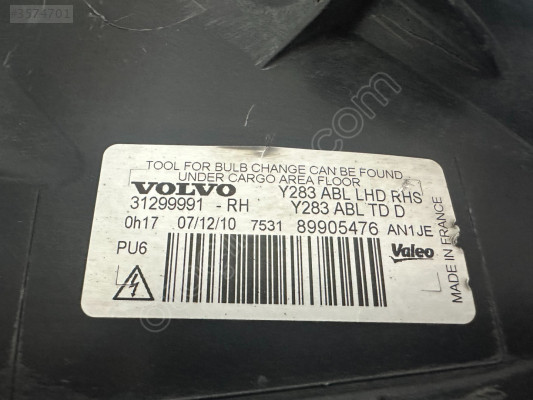 #3574701
TOOL FOR BULB CHANGE CAN BE FOUND
UNDER CARGO AREA FLOOR
VOLVO Y283 ABL LHD RHS
31299991 - RH Y283 ABL TD D
0h17 07/12/10 7531 89905476 AN1JE
PU6
Valeo
MADE IN FRANCE